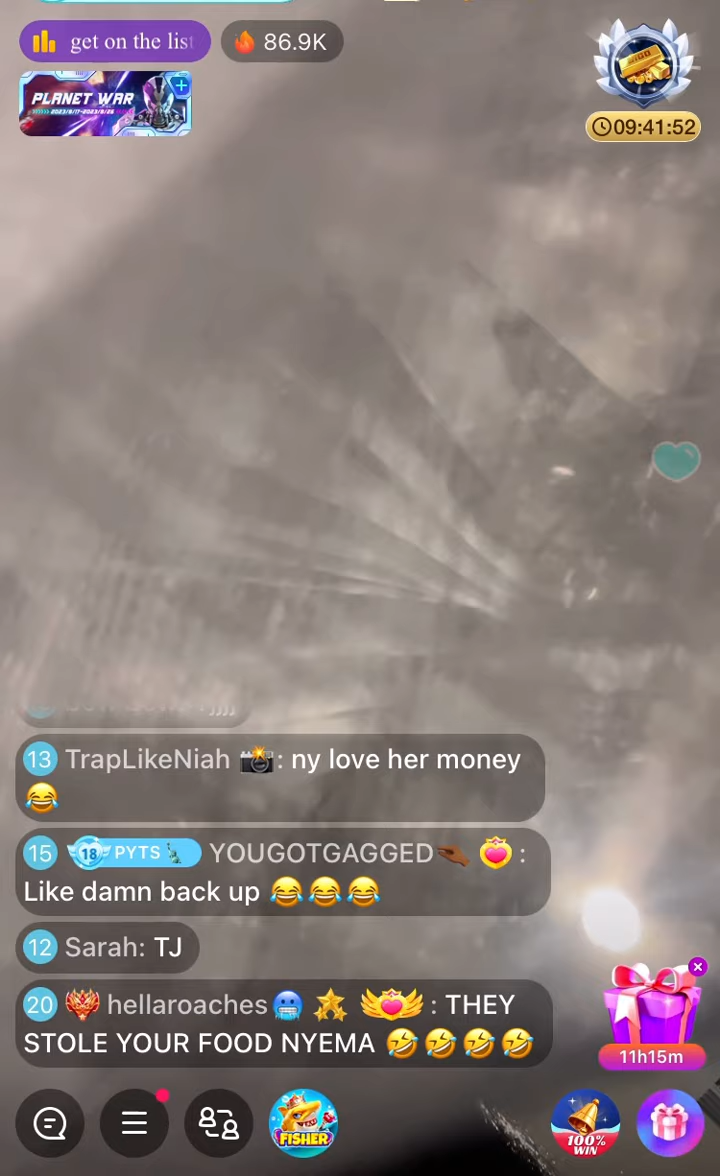 get on the list
86.9K
PLANET WAR
09:41:52
13 TrapLikeNiah 📸: ny love her money
😂
15 18 PYTS🗽 YOUGOTGAGGED🫴🏾 💖 :
Like damn back up 😂😂😂
12 Sarah: TJ
20 hellaroaches🥶 : THEY
STOLE YOUR FOOD NYEMA 🤣🤣🤣🤣
11h15m
FISHER
100%
WIN